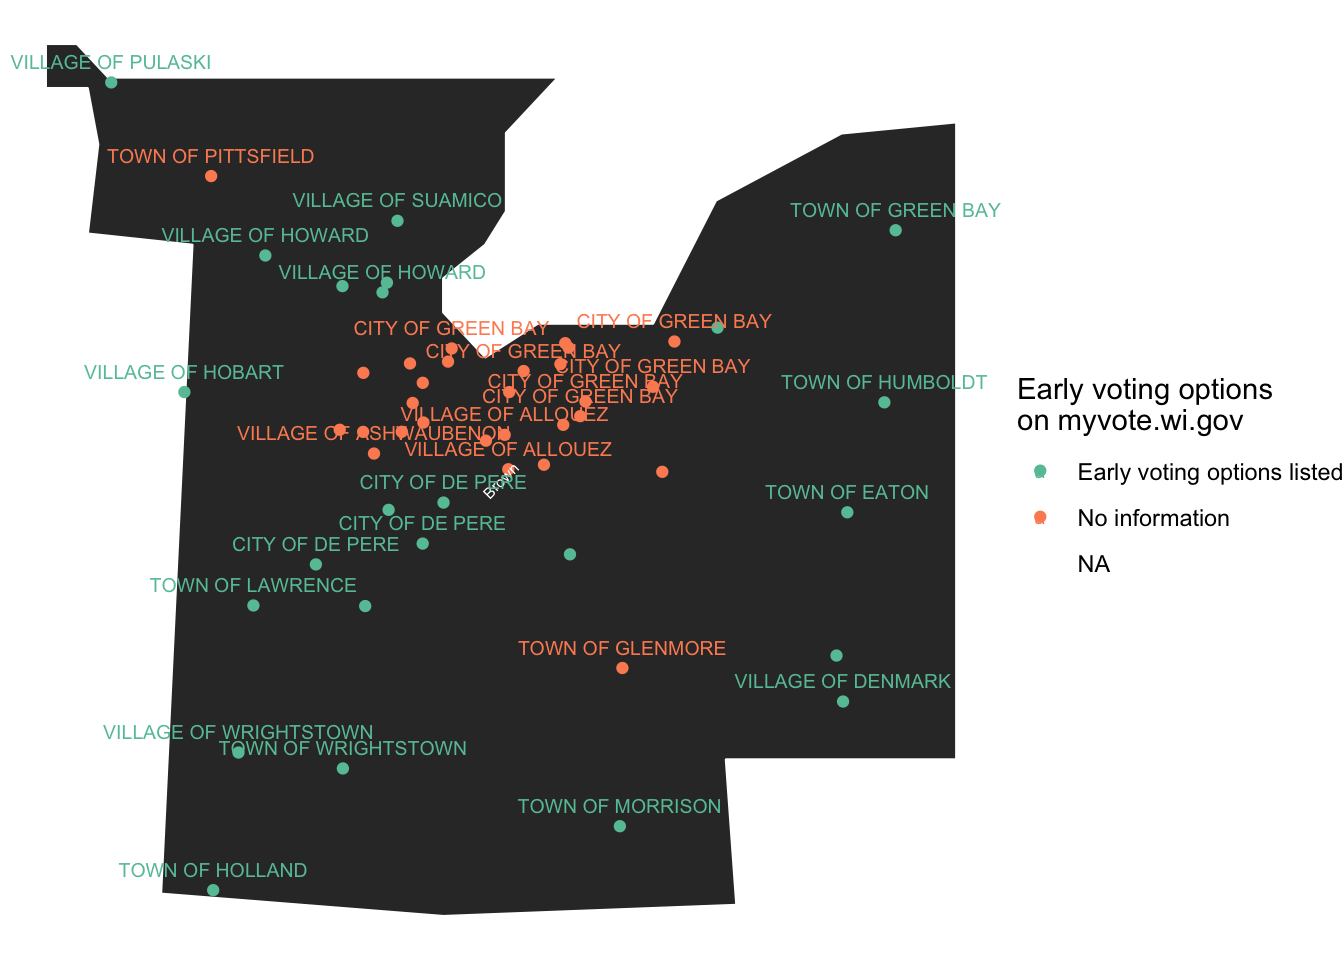 VILLAGE OF PULASKI
TOWN OF PITTSFIELD
VILLAGE OF SUAMICO
TOWN OF GREEN BAY
VILLAGE OF HOWARD
VILLAGE OF HOWARD
CITY OF GREEN BAY
CITY OF GREEN BAY
CITY OF GREEN BAY
CITY OF GREEN BAY
VILLAGE OF HOBART
CITY OF GREEN BAY
TOWN OF HUMBOLDT
CITY OF GREEN BAY
VILLAGE OF ALLOUEZ
VILLAGE OF ASHWAUBENON
VILLAGE OF ALLOUEZ
Brown
CITY OF DE PERE
TOWN OF EATON
CITY OF DE PERE
CITY OF DE PERE
TOWN OF LAWRENCE
TOWN OF GLENMORE
VILLAGE OF DENMARK
VILLAGE OF WRIGHTSTOWN
TOWN OF WRIGHTSTOWN
TOWN OF MORRISON
TOWN OF HOLLAND
Early voting options
on myvote.wi.gov
Early voting options listed
No information
NA